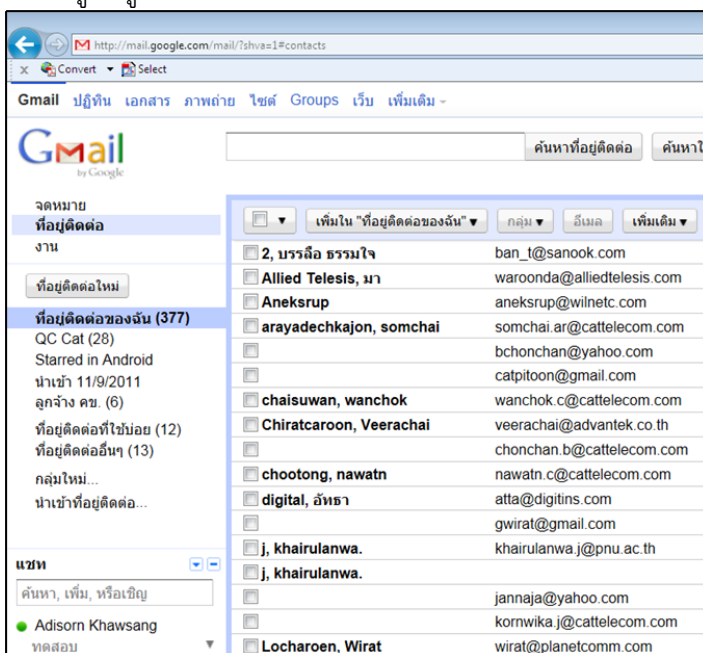 http://mail.google.com/mail/?shva=1#contacts
x Convert Select
Gmail ปฏิทิน เอกสาร ภาพถ่าย ไซต์ Groups เว็บ เพิ่มเติม
Gmail
by Google
ค้นหาที่อยู่ติดต่อ
จดหมาย
ที่อยู่ติดต่อ
งาน
ที่อยู่ติดต่อใหม่
ที่อยู่ติดต่อของฉัน (377)
QC Cat (28)
Starred in Android
นำเข้า 11/9/2011
ลูกจ้าง คข. (6)
ที่อยู่ติดต่อที่ใช้บ่อย (12)
ที่อยู่ติดต่ออื่นๆ (13)
กลุ่มใหม่...
นำเข้าที่อยู่ติดต่อ...
แชท
ค้นหา, เพิ่ม, หรือเชิญ
Adisorn Khawsang
ทดสอบ
เพิ่มใน "ที่อยู่ติดต่อของฉัน" กลุ่ม อีเมล เพิ่มเติม
2, บรรลือ ธรรมใจ ban_t@sanook.com
Allied Telesis, มา waroonda@alliedtelesis.com
Aneksrup aneksrup@wilnetc.com
arayadechkajon, somchai somchai.ar@cattelecom.com
bchonchan@yahoo.com
catpitoon@gmail.com
chaisuwan, wanchok wanchok.c@cattelecom.com
Chiratcaroon, Veerachai veerachai@advantek.co.th
chonchan.b@cattelecom.com
chootong, nawatn nawatn.c@cattelecom.com
digital, อัทธา atta@digitins.com
gwirat@gmail.com
j, khairulanwa. khairulanwa.j@pnu.ac.th
j, khairulanwa.
jannaja@yahoo.com
kornwika.j@cattelecom.com
Locharoen, Wirat wirat@planetcomm.com